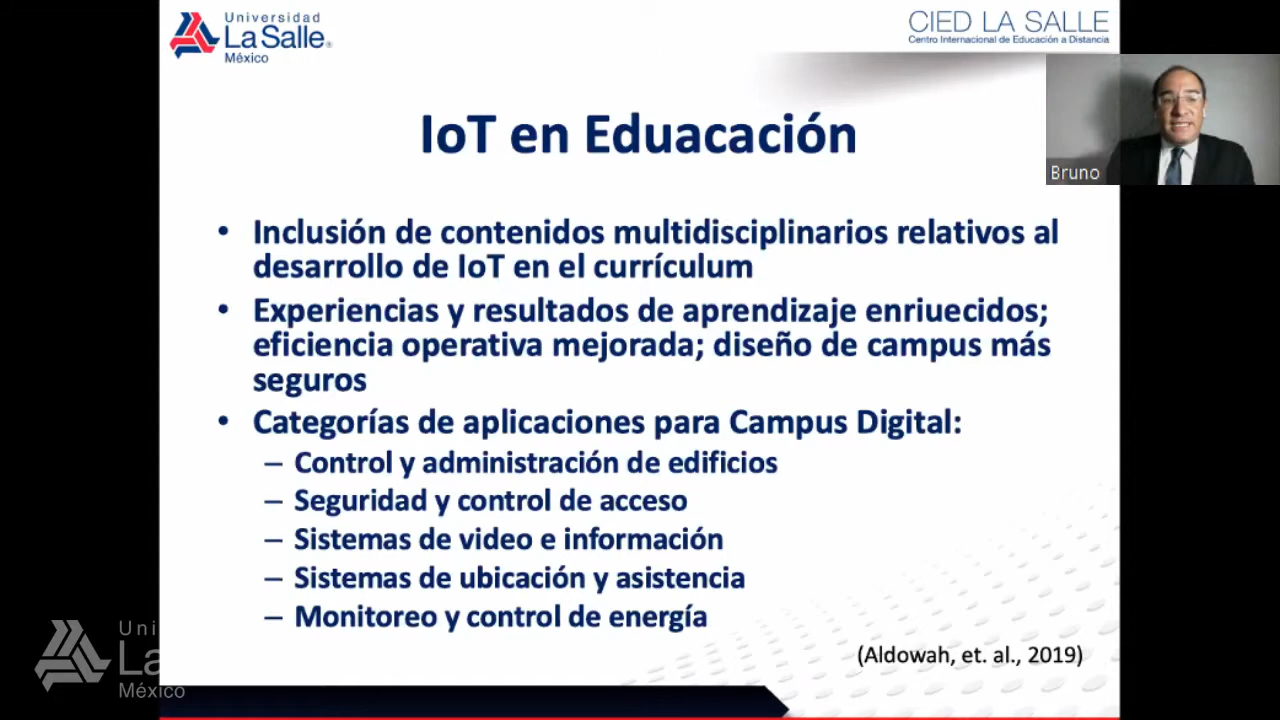 Universidad
La Salle®
México
CIED LA SALLE
Centro Internacional de Educación a Distancia
Bruno
IoT en Eduacación
• Inclusión de contenidos multidisciplinarios relativos al
desarrollo de IoT en el currículum
• Experiencias y resultados de aprendizaje enriuecidos;
eficiencia operativa mejorada; diseño de campus más
seguros
• Categorías de aplicaciones para Campus Digital:
– Control y administración de edificios
– Seguridad y control de acceso
– Sistemas de video e información
– Sistemas de ubicación y asistencia
– Monitoreo y control de energía
(Aldowah, et. al., 2019)
Uni
La
México